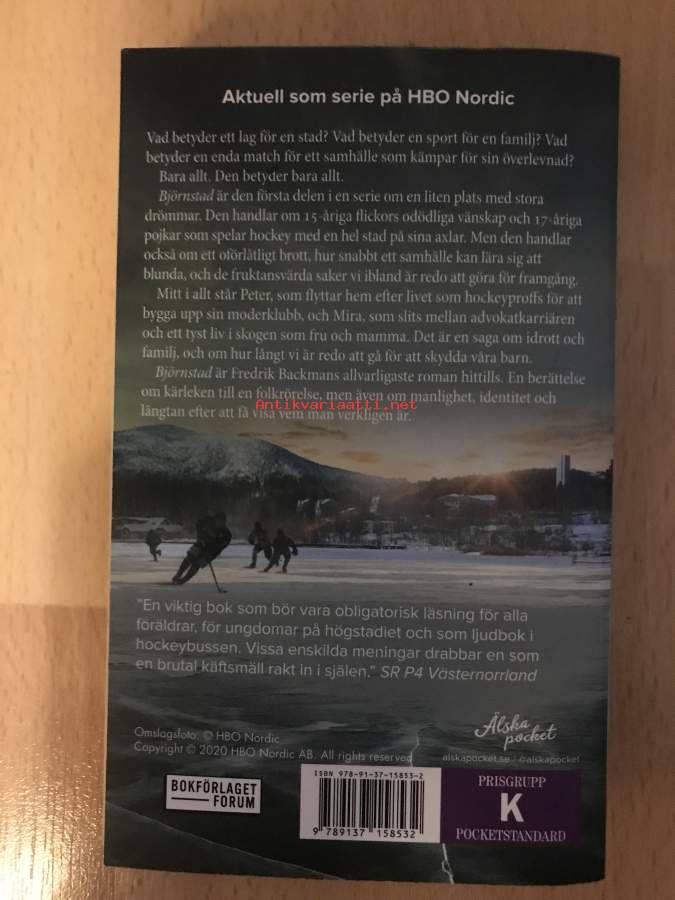 Aktuell som serie på HBO Nordic
Vad betyder ett lag för en stad? Vad betyder en sport för en familj? Vad
betyder en enda match för ett samhälle som kämpar för sin överlevnad?
Bara allt. Den betyder bara allt.
Björnstad är den första delen i en serie om en liten plats med stora
drömmar. Den handlar om 15-åriga flickors odödliga vänskap och 17-åriga
pojkar som spelar hockey med en hel stad på sina axlar. Men den handlar
också om ett oförlåtligt brott, hur snabbt ett samhälle kan lära sig att
blunda, och de fruktansvärda saker vi ibland är redo att göra för framgång.
Mitt i allt står Peter, som flyttar hem efter livet som hockeyproffs för att
bygga upp sin moderklubb, och Mira, som slits mellan advokatkarriären
och ett tyst liv i skogen som fru och mamma. Det är en saga om idrott och
familj, och om hur långt vi är redo att gå för att skydda våra barn.
Björnstad är Fredrik Backmans allvarligaste roman hittills. En berättelse
om kärleken till en folkrörelse, men även om manlighet, identitet och
Antikvariaatti.net
längtan efter att få visa vem man verkligen är.
"En viktig bok som bör vara obligatorisk läsning för alla
föräldrar, för ungdomar på högstadiet och som ljudbok i
hockeybussen. Vissa enskilda meningar drabbar en som
en brutal käftsmäll rakt in i själen." SR P4 Västernorrland
Omslagsfoto: © HBO Nordic
Copyright © 2020 HBO Nordic AB. All rights reserved
Älska
pocket
alskapocket.se / @alskapocket
BOKFÖRLAGET
FORUM
ISBN 978-91-37-15853-2
9 789137 158532
PRISGRUPP
K
POCKETSTANDARD